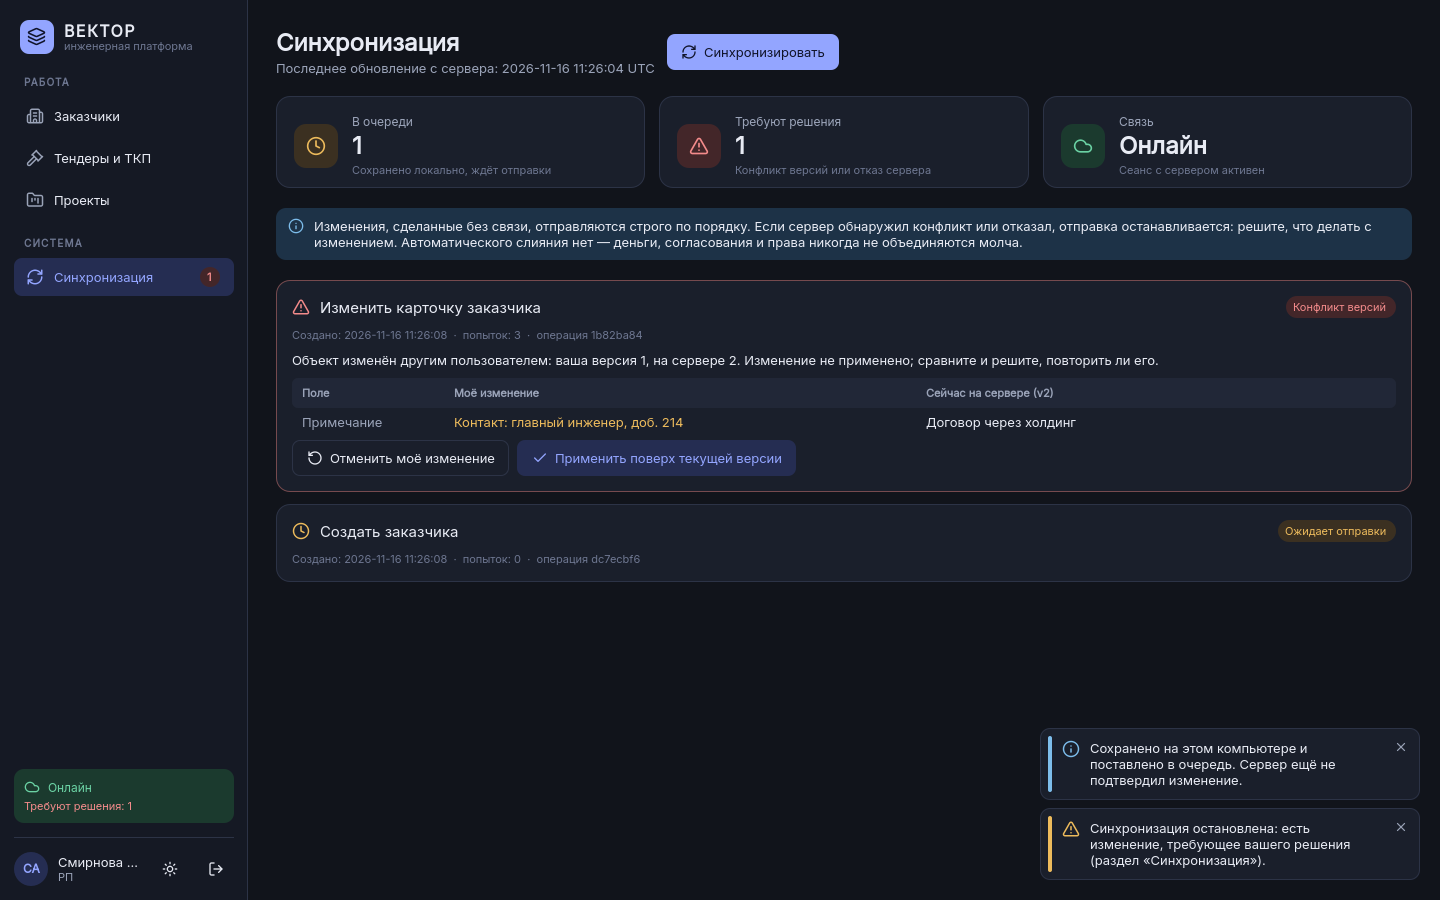 ВЕКТОР
инженерная платформа
РАБОТА
Заказчики
Тендеры и ТКП
Проекты
СИСТЕМА
Синхронизация 1
Онлайн
Требуют решения: 1
СА
Смирнова ...
РП
Синхронизация
Последнее обновление с сервера: 2026-11-16 11:26:04 UTC
Синхронизировать
В очереди
1
Сохранено локально, ждёт отправки
Требуют решения
1
Конфликт версий или отказ сервера
Связь
Онлайн
Сеанс с сервером активен
Изменения, сделанные без связи, отправляются строго по порядку. Если сервер обнаружил конфликт или отказал, отправка останавливается: решите, что делать с
изменением. Автоматического слияния нет — деньги, согласования и права никогда не объединяются молча.
Изменить карточку заказчика
Конфликт версий
Создано: 2026-11-16 11:26:08 · попыток: 3 · операция 1b82ba84
Объект изменён другим пользователем: ваша версия 1, на сервере 2. Изменение не применено; сравните и решите, повторить ли его.
Поле Моё изменение Сейчас на сервере (v2)
Примечание Контакт: главный инженер, доб. 214 Договор через холдинг
Отменить моё изменение
Применить поверх текущей версии
Создать заказчика
Ожидает отправки
Создано: 2026-11-16 11:26:08 · попыток: 0 · операция dc7ecbf6
Сохранено на этом компьютере и
поставлено в очередь. Сервер ещё не
подтвердил изменение.
Синхронизация остановлена: есть
изменение, требующее вашего решения
(раздел «Синхронизация»).